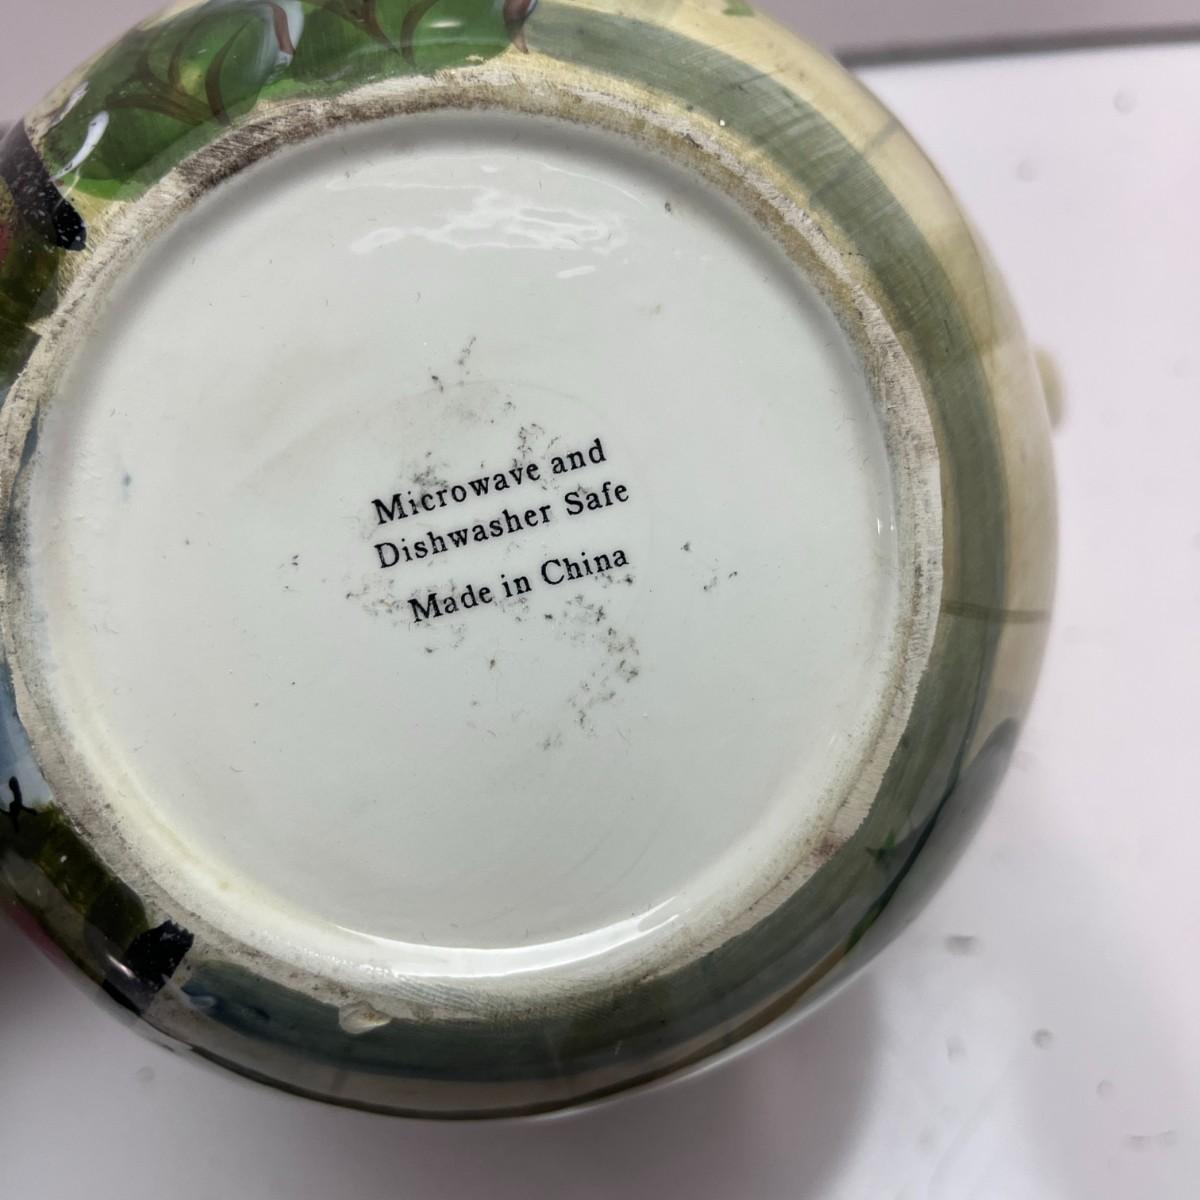 Microwave and
Dishwasher Safe
Made in China